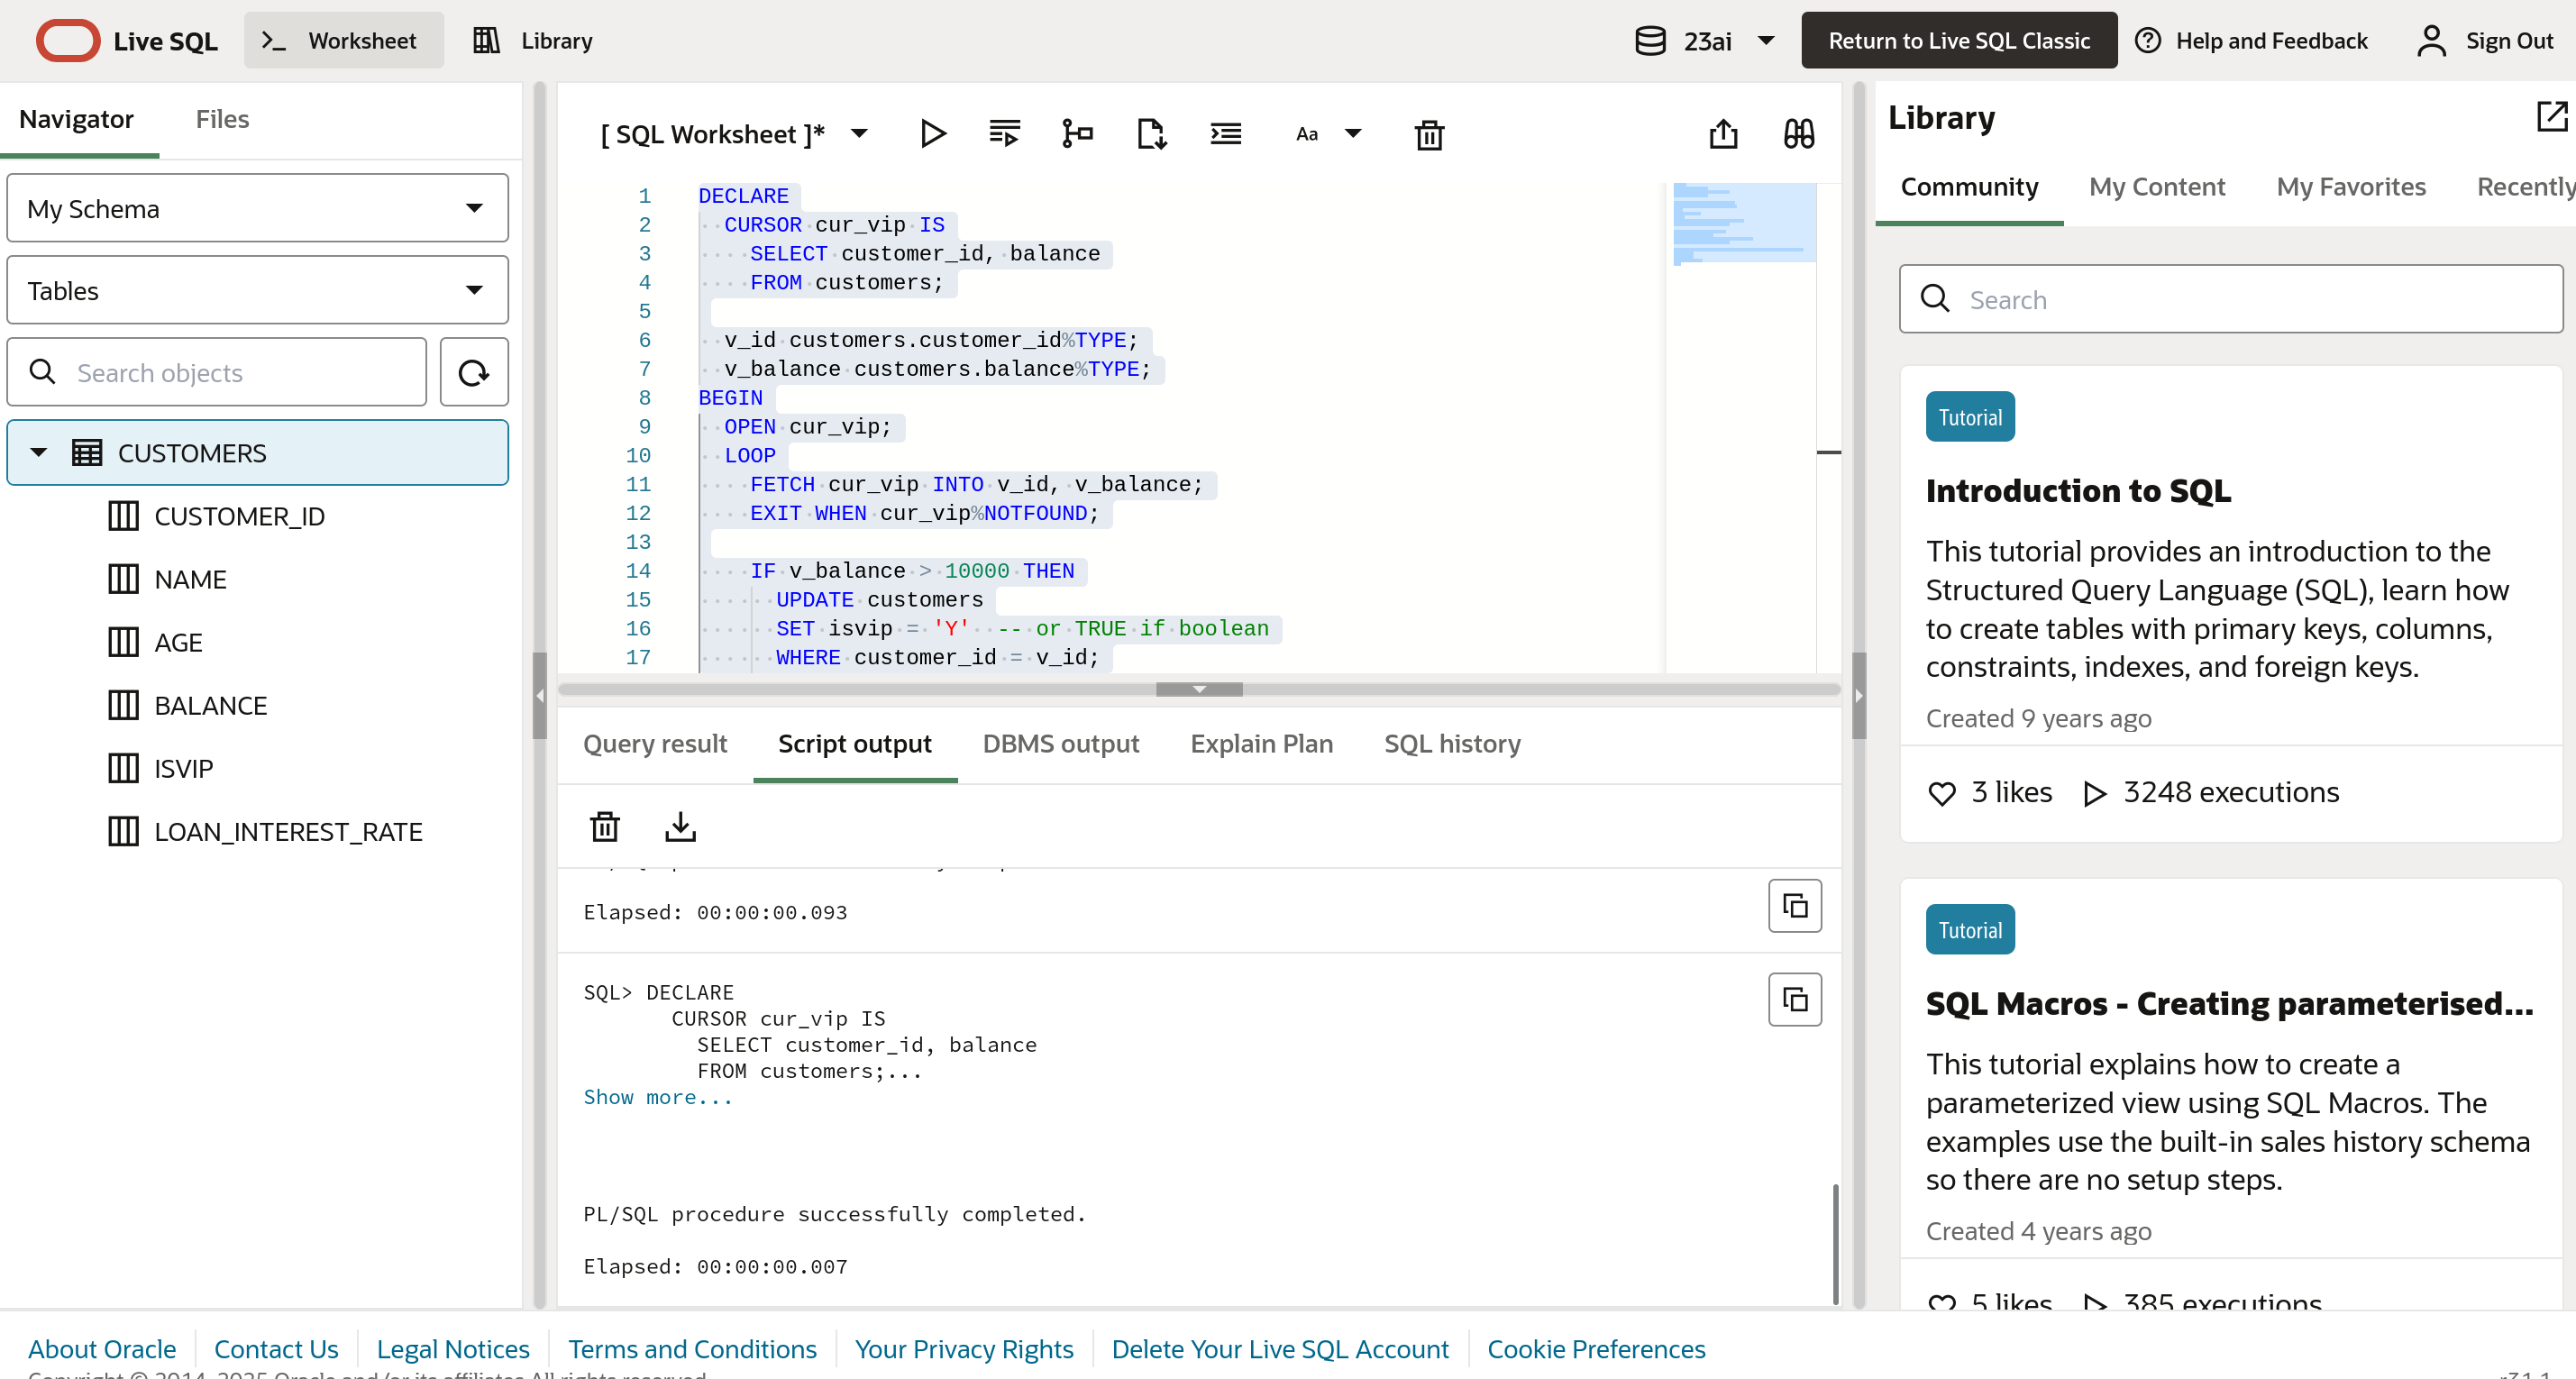 Live SQL
Worksheet
Library
23ai
Return to Live SQL Classic
Help and Feedback
Sign Out
Navigator
Files
My Schema
Tables
Search objects
CUSTOMERS
CUSTOMER_ID
NAME
AGE
BALANCE
ISVIP
LOAN_INTEREST_RATE
[ SQL Worksheet ]*
Aa
1 DECLARE
2 CURSOR cur_vip IS
3 SELECT customer_id, balance
4 FROM customers;
5
6 v_id customers.customer_id%TYPE;
7 v_balance customers.balance%TYPE;
8 BEGIN
9 OPEN cur_vip;
10 LOOP
11 FETCH cur_vip INTO v_id, v_balance;
12 EXIT WHEN cur_vip%NOTFOUND;
13
14 IF v_balance > 10000 THEN
15 UPDATE customers
16 SET isvip = 'Y' -- or TRUE if boolean
17 WHERE customer_id = v_id;
Query result
Script output
DBMS output
Explain Plan
SQL history
Elapsed: 00:00:00.093
SQL> DECLARE
CURSOR cur_vip IS
SELECT customer_id, balance
FROM customers;...
Show more...
PL/SQL procedure successfully completed.
Elapsed: 00:00:00.007
Library
Community
My Content
My Favorites
Recently
Search
Tutorial
Introduction to SQL
This tutorial provides an introduction to the
Structured Query Language (SQL), learn how
to create tables with primary keys, columns,
constraints, indexes, and foreign keys.
Created 9 years ago
3 likes
3248 executions
Tutorial
SQL Macros - Creating parameterised...
This tutorial explains how to create a
parameterized view using SQL Macros. The
examples use the built-in sales history schema
so there are no setup steps.
Created 4 years ago
5 likes
385 executions
About Oracle
Contact Us
Legal Notices
Terms and Conditions
Your Privacy Rights
Delete Your Live SQL Account
Cookie Preferences
Copyright © 2014, 2025 Oracle and/or its affiliates All rights reserved.